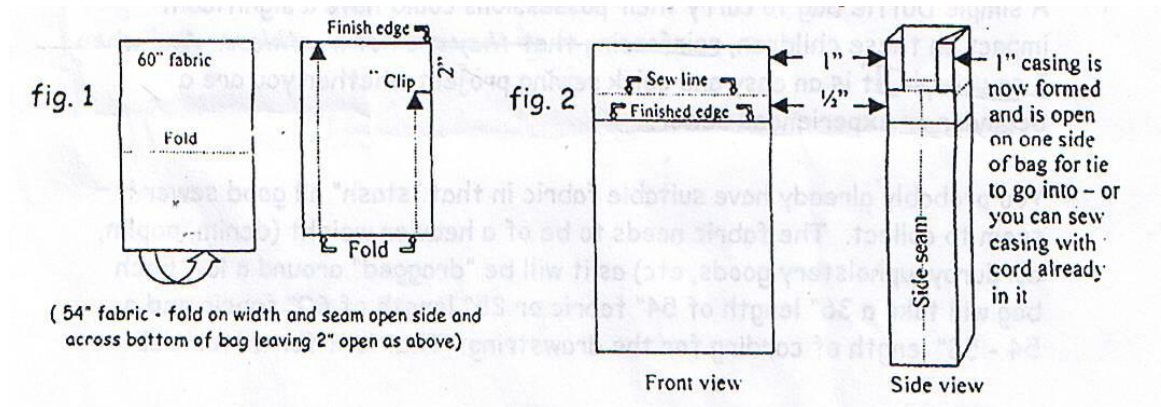 Finish edge
60" fabric
2"
1" Clip
fig. 1
Fold
Fold
( 54" fabric - fold on width and seam open side and
across bottom of bag leaving 2" open as above)
fig. 2
Sew line
Finished edge
1"
½"
Front view
Side seam
Side view
1" casing is
now formed
and is open
on one side
of bag for tie
to go into – or
you can sew
casing with
cord already
in it